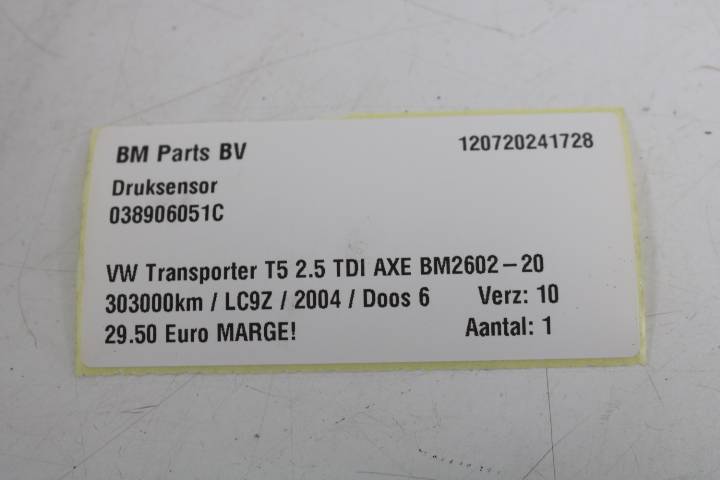 BM Parts BV 120720241728
Druksensor
038906051C
VW Transporter T5 2.5 TDI AXE BM2602-20
303000km / LC9Z / 2004 / Doos 6 Verz: 10
29.50 Euro MARGE! Aantal: 1